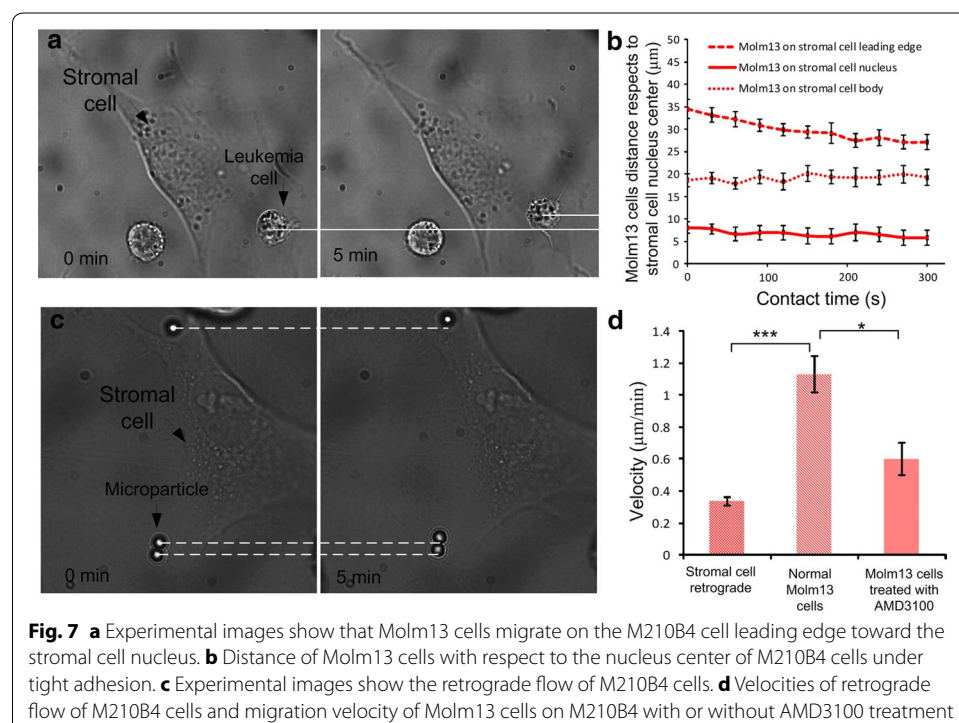 a
Stromal
cell
Leukemia
cell
0 min
5 min
b
Molm13 on stromal cell leading edge
Molm13 on stromal cell nucleus
Molm13 on stromal cell body
Molm13 cells distance respects to
stromal cell nucleus center (µm)
50
45
40
35
30
25
20
15
10
5
0
0
100
200
300
Contact time (s)
c
Stromal
cell
Microparticle
0 min
5 min
d
Velocity (µm/min)
1.4
1.2
1
0.8
0.6
0.4
0.2
0
***
*
Stromal cell
retrograde
Normal
Molm13
cells
Molm13 cells
treated with
AMD3100
Fig. 7 a Experimental images show that Molm13 cells migrate on the M210B4 cell leading edge toward the
stromal cell nucleus. b Distance of Molm13 cells with respect to the nucleus center of M210B4 cells under
tight adhesion. c Experimental images show the retrograde flow of M210B4 cells. d Velocities of retrograde
flow of M210B4 cells and migration velocity of Molm13 cells on M210B4 with or without AMD3100 treatment